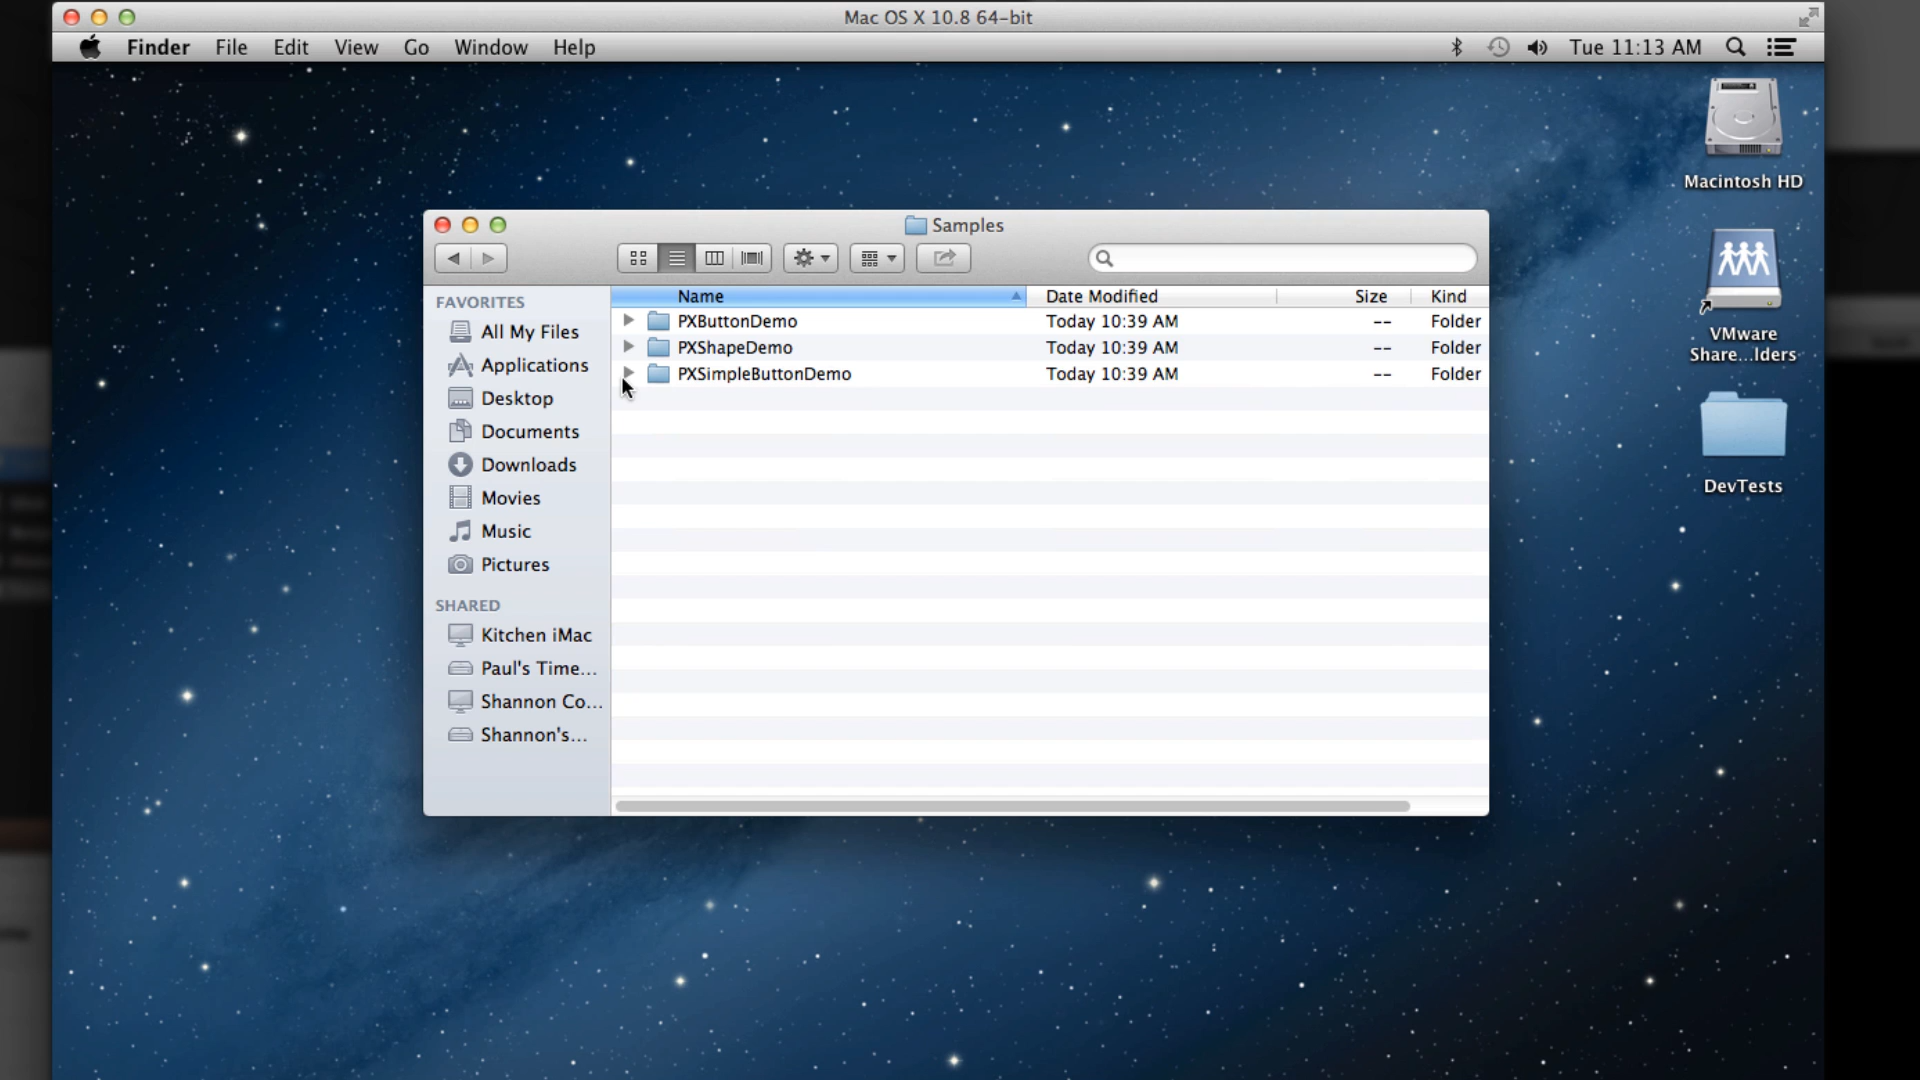 Mac OS X 10.8 64-bit
Finder File Edit View Go Window Help Tue 11:13 AM
Macintosh HD
VMware
Share...lders
DevTests
Samples
FAVORITES
All My Files
Applications
Desktop
Documents
Downloads
Movies
Music
Pictures
SHARED
Kitchen iMac
Paul's Time...
Shannon Co...
Shannon's...
Name Date Modified Size Kind
PXButtonDemo Today 10:39 AM -- Folder
PXShapeDemo Today 10:39 AM -- Folder
PXSimpleButtonDemo Today 10:39 AM -- Folder